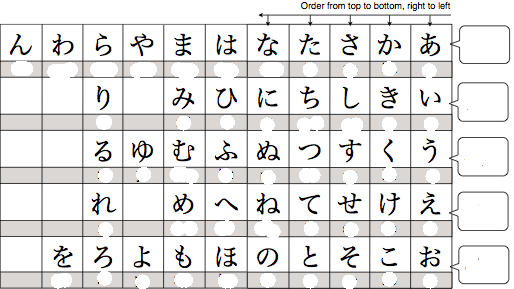 Order from top to bottom, right to left
んわらやまはなたさかあ
りみひにちしきい
るゆむふぬつすくう
れめへねてせけえ
をろよもほのとそこお